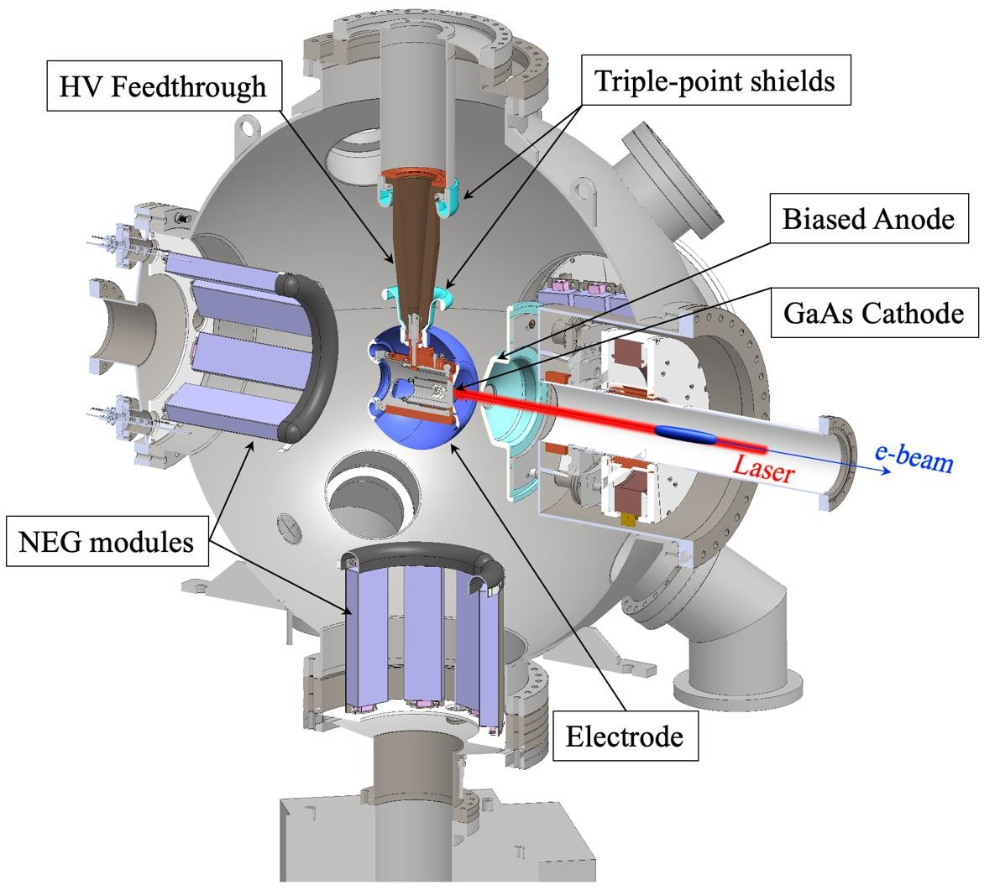 HV Feedthrough
Triple-point shields
Biased Anode
GaAs Cathode
Laser
e-beam
NEG modules
Electrode